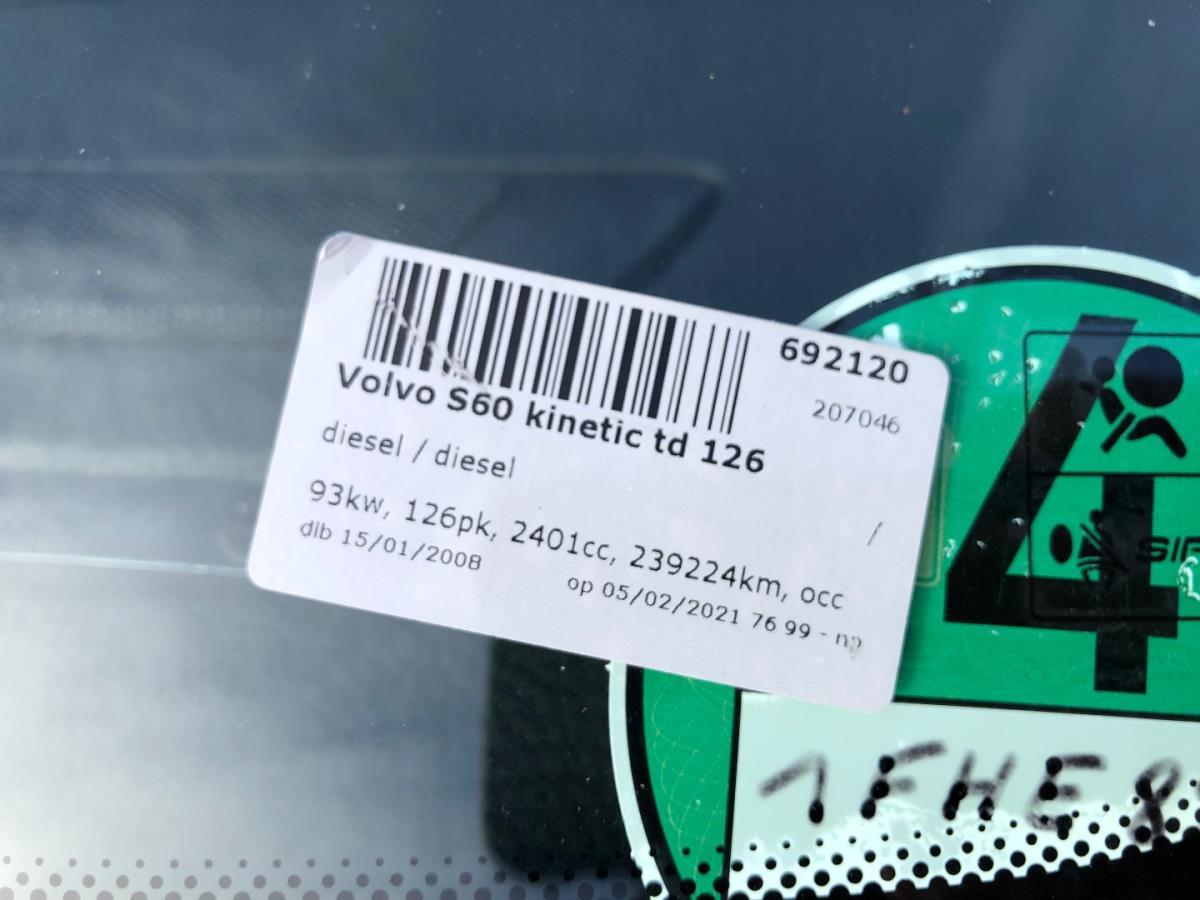 692120
207046
Volvo S60 kinetic td 126
diesel / diesel
/
93kw, 126pk, 2401cc, 239224km, occ
dib 15/01/2008
op 05/02/2021 76 99 - np
4
1FHE